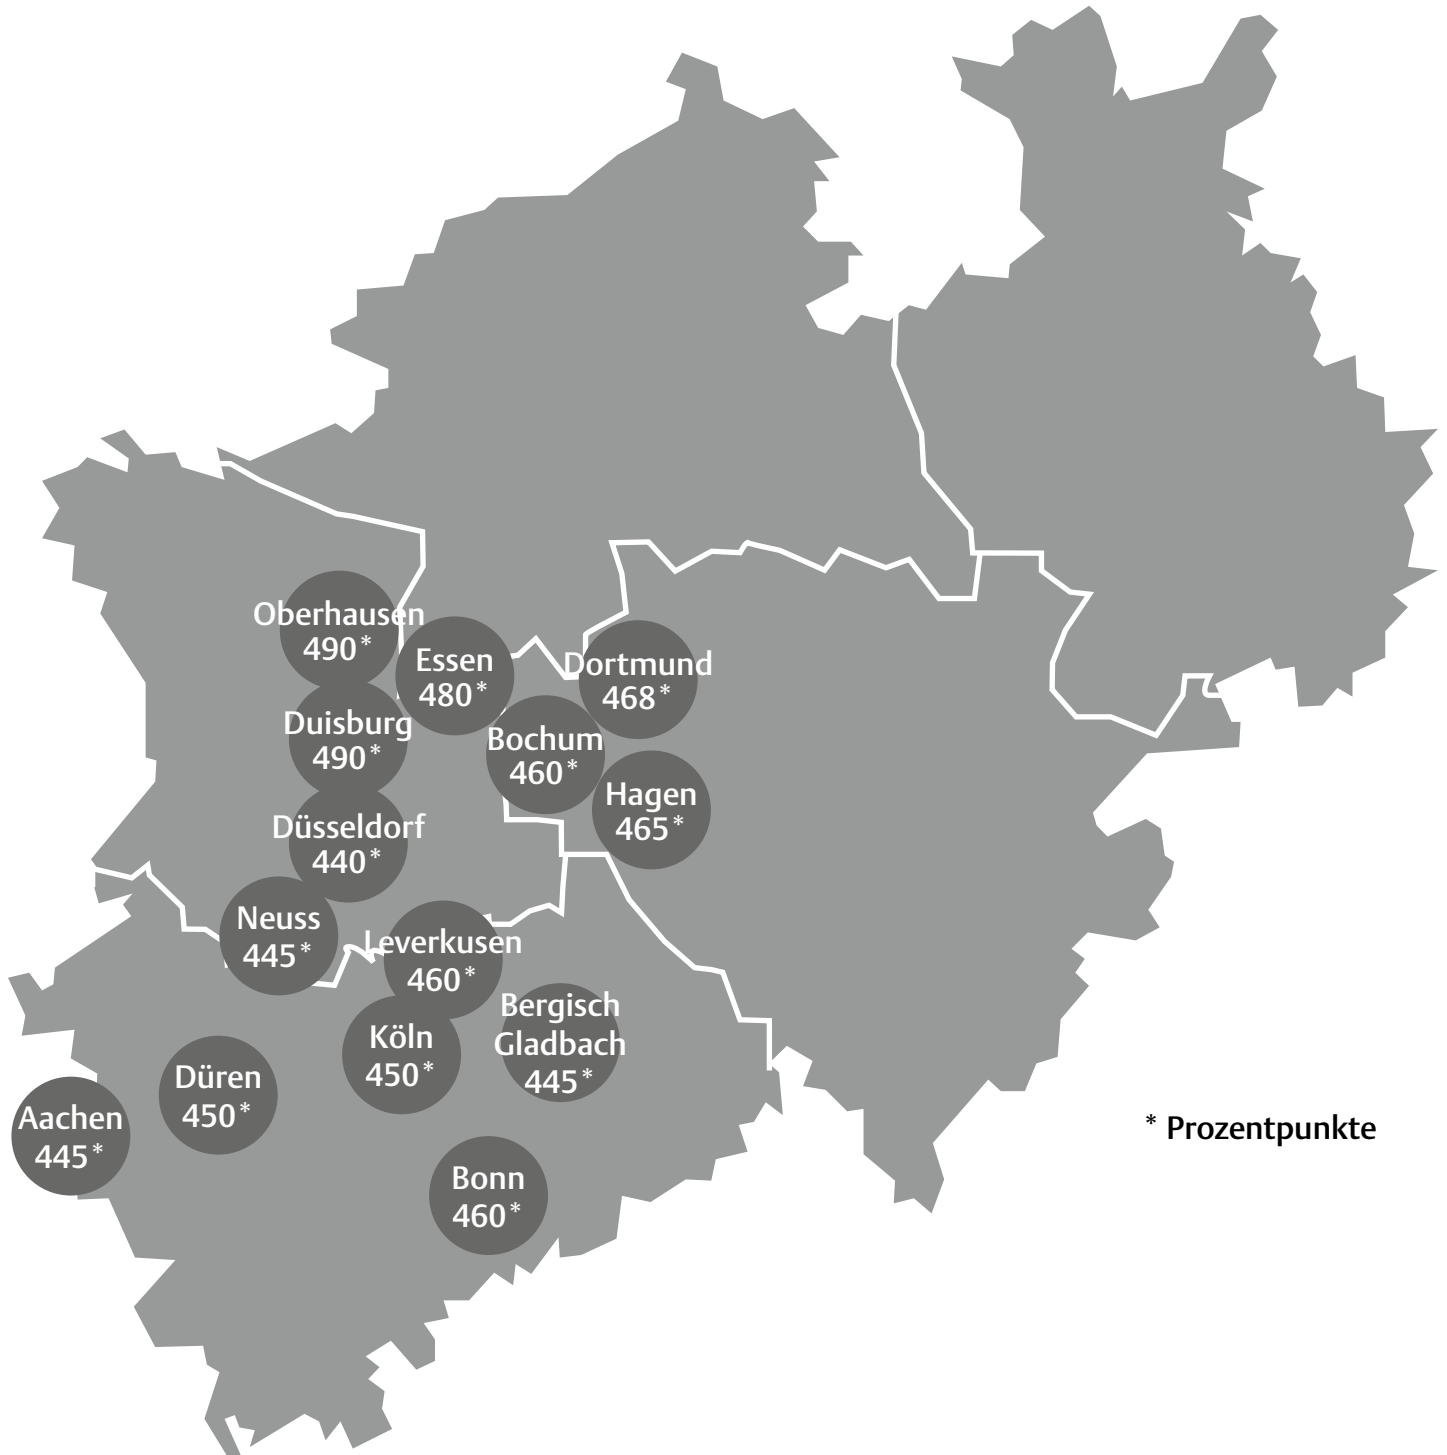 Oberhausen
490*
Essen
480*
Dortmund
468*
Duisburg
490*
Bochum
460*
Hagen
465*
Düsseldorf
440*
Neuss
445*
Leverkusen
460*
Bergisch
Gladbach
445*
Köln
450*
Düren
450*
Aachen
445*
Bonn
460*
* Prozentpunkte